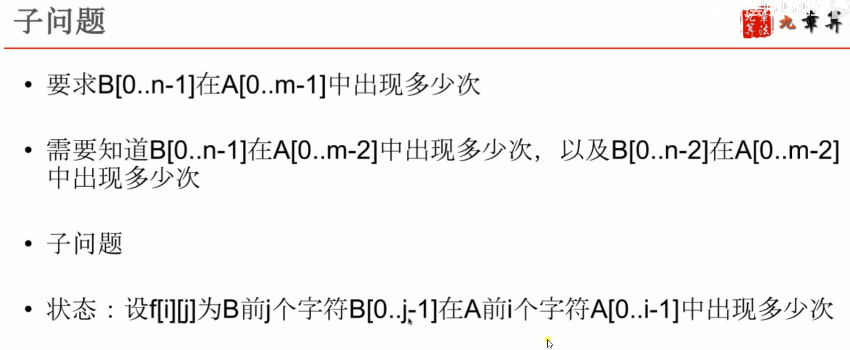 子问题
九章算法
九章算
• 要求B[0..n-1]在A[0..m-1]中出现多少次
• 需要知道B[0..n-1]在A[0..m-2]中出现多少次，以及B[0..n-2]在A[0..m-2]
中出现多少次
• 子问题
• 状态：设f[i][j]为B前j个字符B[0..j-1]在A前i个字符A[0..i-1]中出现多少次